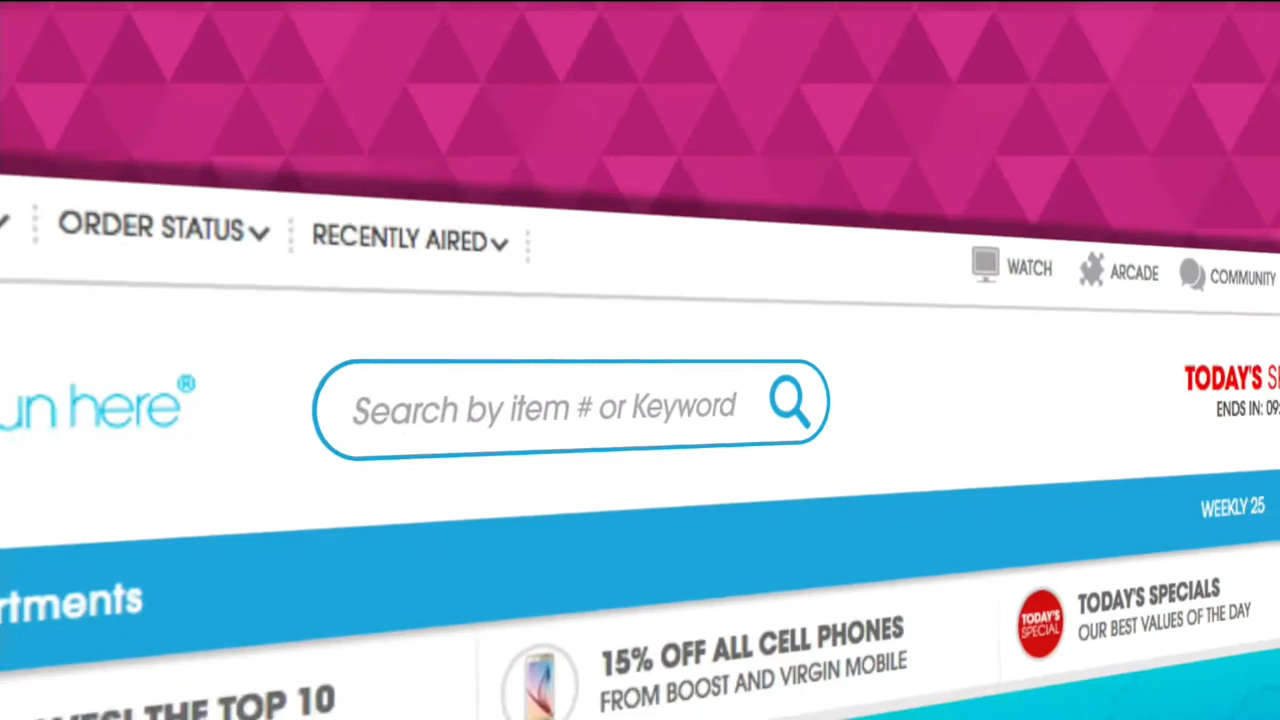 ORDER STATUS
RECENTLY AIRED
WATCH
ARCADE
COMMUNITY
here®
Search by item # or Keyword
TODAY'S
ENDS IN: 09:
WEEKLY 25
TODAY'S SPECIAL
TODAY'S SPECIALS
OUR BEST VALUES OF THE DAY
15% OFF ALL CELL PHONES
FROM BOOST AND VIRGIN MOBILE
THE TOP 10